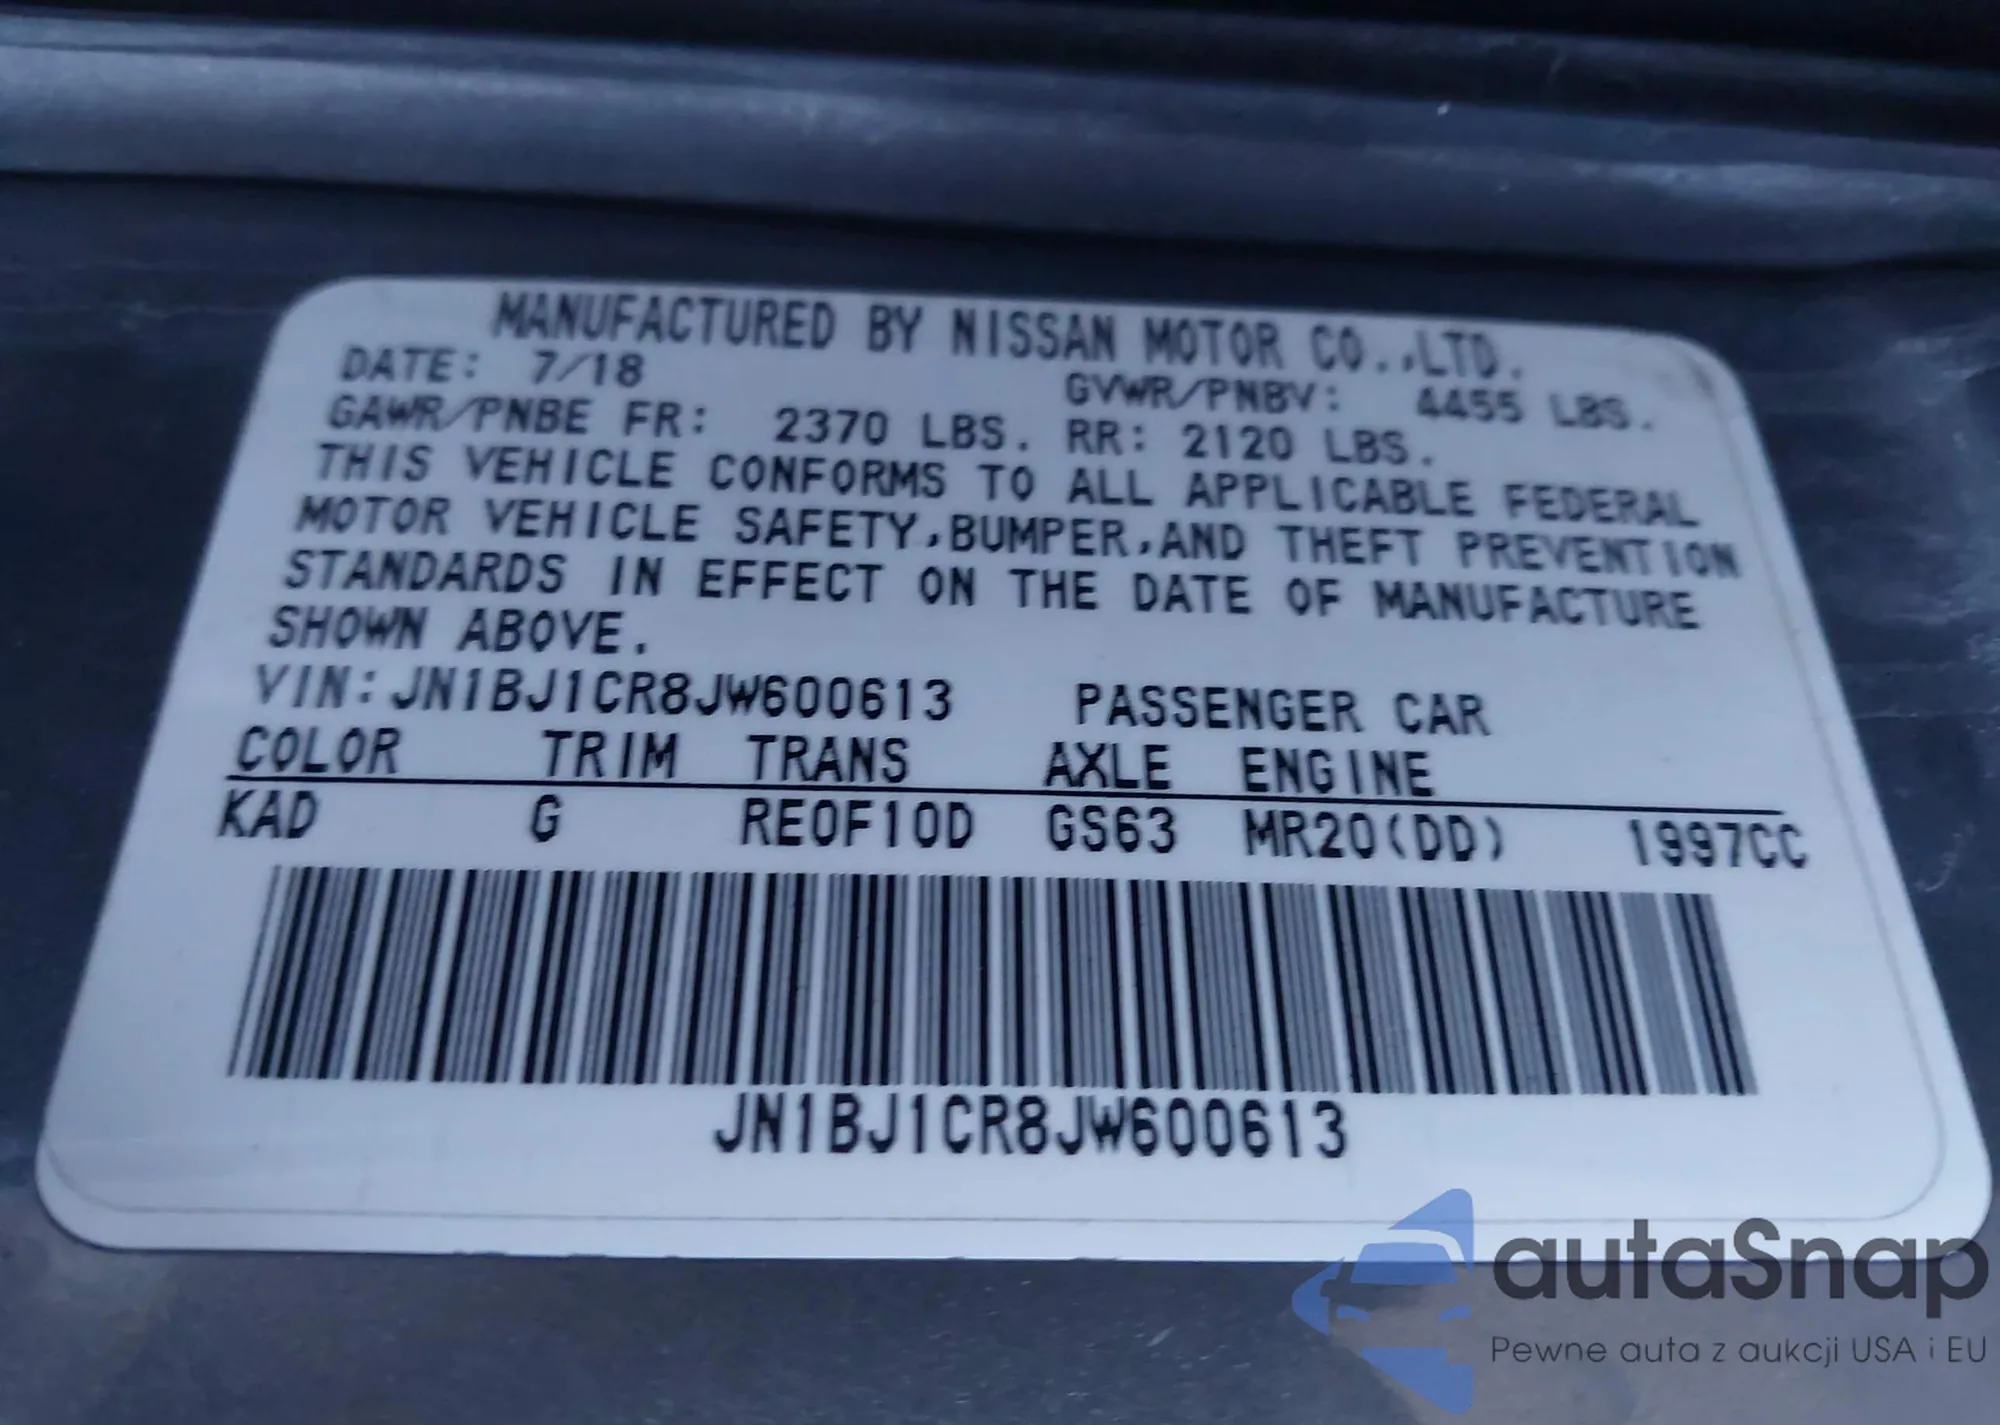 MANUFACTURED BY NISSAN MOTOR CO.,LTD.
DATE: 7/18 GVWR/PNBV: 4455 LBS.
GAWR/PNBE FR: 2370 LBS. RR: 2120 LBS.
THIS VEHICLE CONFORMS TO ALL APPLICABLE FEDERAL
MOTOR VEHICLE SAFETY,BUMPER,AND THEFT PREVENTION
STANDARDS IN EFFECT ON THE DATE OF MANUFACTURE
SHOWN ABOVE.
VIN:JN1BJ1CR8JW600613 PASSENGER CAR
COLOR TRIM TRANS AXLE ENGINE
KAD G RE0F10D GS63 MR20(DD) 1997CC
JN1BJ1CR8JW600613
autaSnap
Pewne auta z aukcji USA i EU